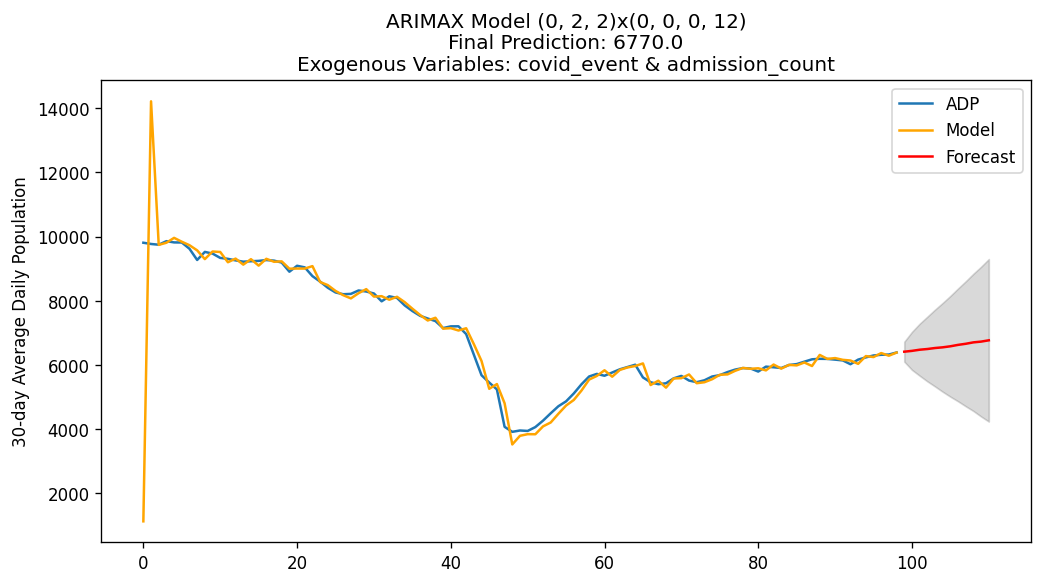 ARIMAX Model (0, 2, 2)x(0, 0, 0, 12)
Final Prediction: 6770.0
Exogenous Variables: covid_event & admission_count
ADP
Model
Forecast
30-day Average Daily Population
14000
12000
10000
8000
6000
4000
2000
0
20
40
60
80
100